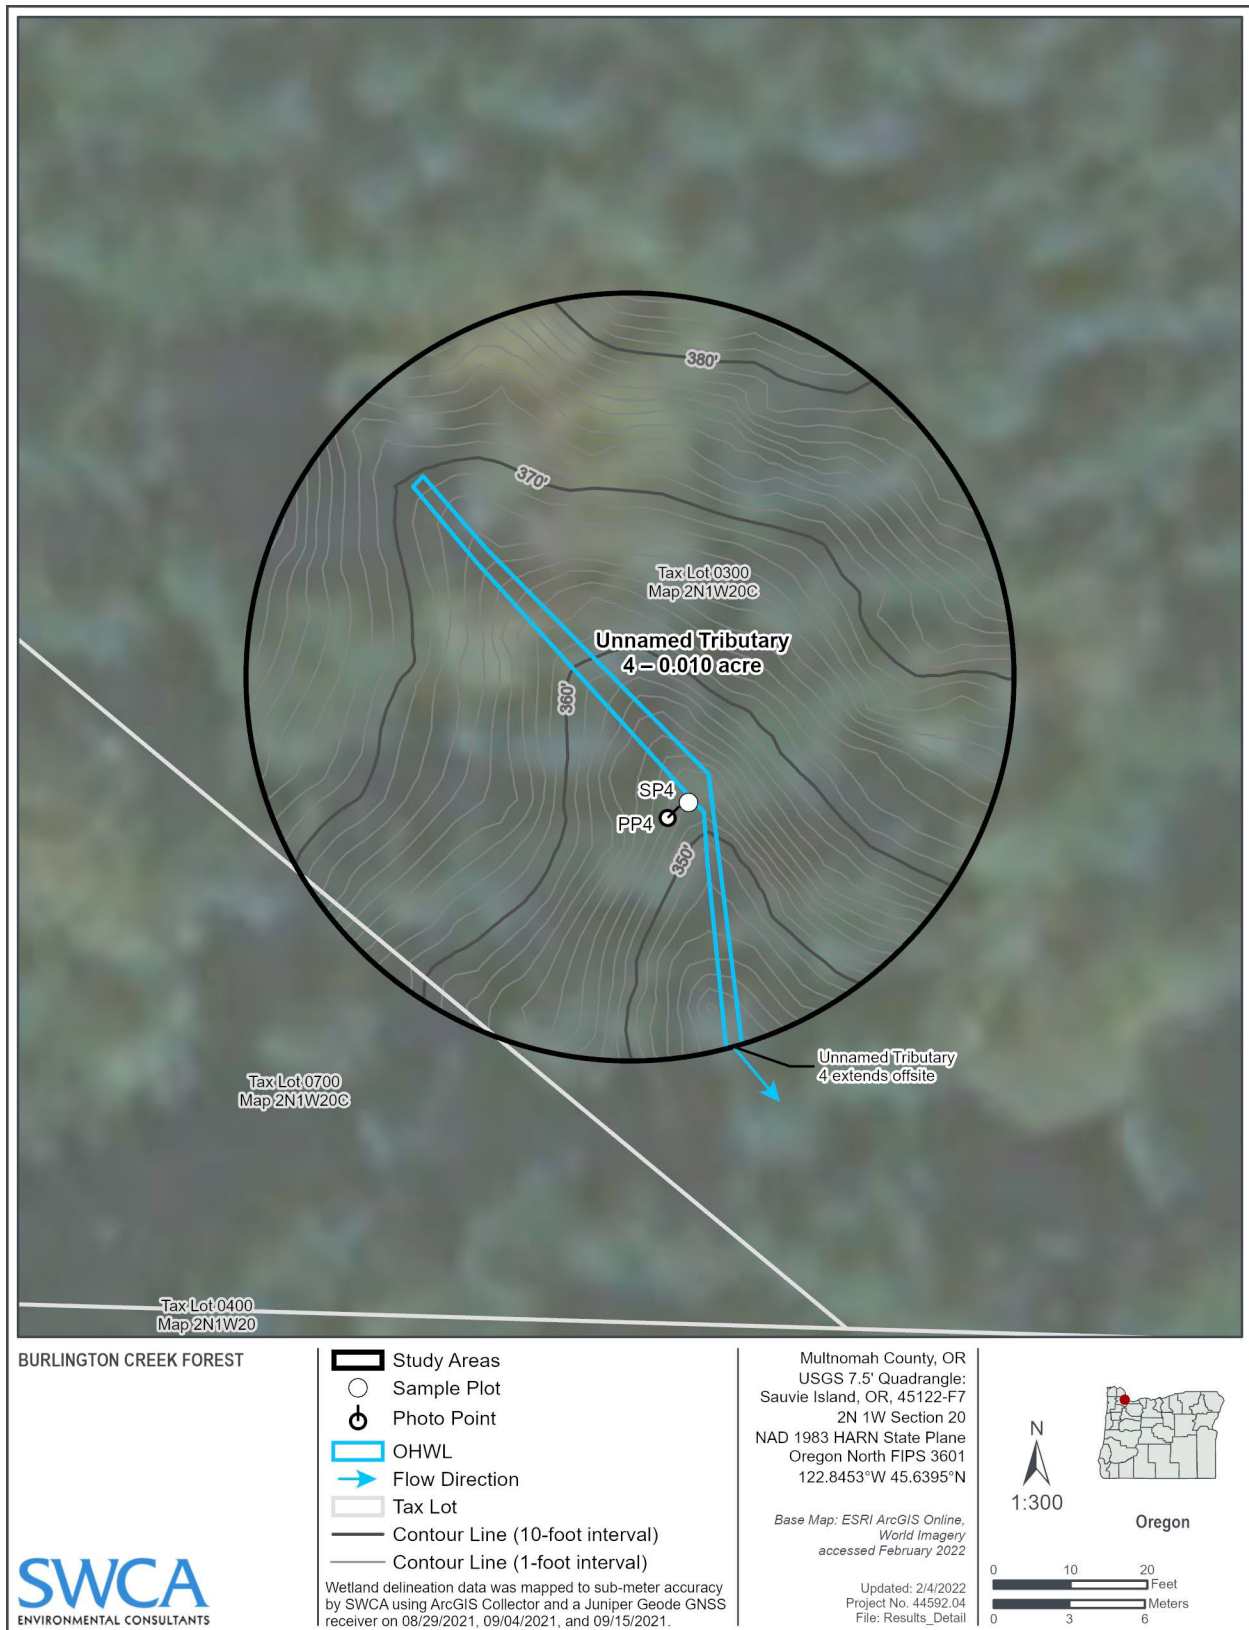 380'
370'
Tax Lot 0300
Map 2N1W20C
Unnamed Tributary
4 – 0.010 acre
360'
SP4
PP4
350'
Unnamed Tributary
4 extends offsite
Tax Lot 0700
Map 2N1W20C
Tax Lot 0400
Map 2N1W20
BURLINGTON CREEK FOREST
SWCA
ENVIRONMENTAL CONSULTANTS
Study Areas
Sample Plot
Photo Point
OHWL
Flow Direction
Tax Lot
Contour Line (10-foot interval)
Contour Line (1-foot interval)
Wetland delineation data was mapped to sub-meter accuracy
by SWCA using ArcGIS Collector and a Juniper Geode GNSS
receiver on 08/29/2021, 09/04/2021, and 09/15/2021.
Multnomah County, OR
USGS 7.5' Quadrangle:
Sauvie Island, OR, 45122-F7
2N 1W Section 20
NAD 1983 HARN State Plane
Oregon North FIPS 3601
122.8453°W 45.6395°N
Base Map: ESRI ArcGIS Online,
World Imagery
accessed February 2022
Updated: 2/4/2022
Project No. 44592.04
File: Results_Detail
N
1:300
Oregon
0 10 20
Feet
Meters
0 3 6